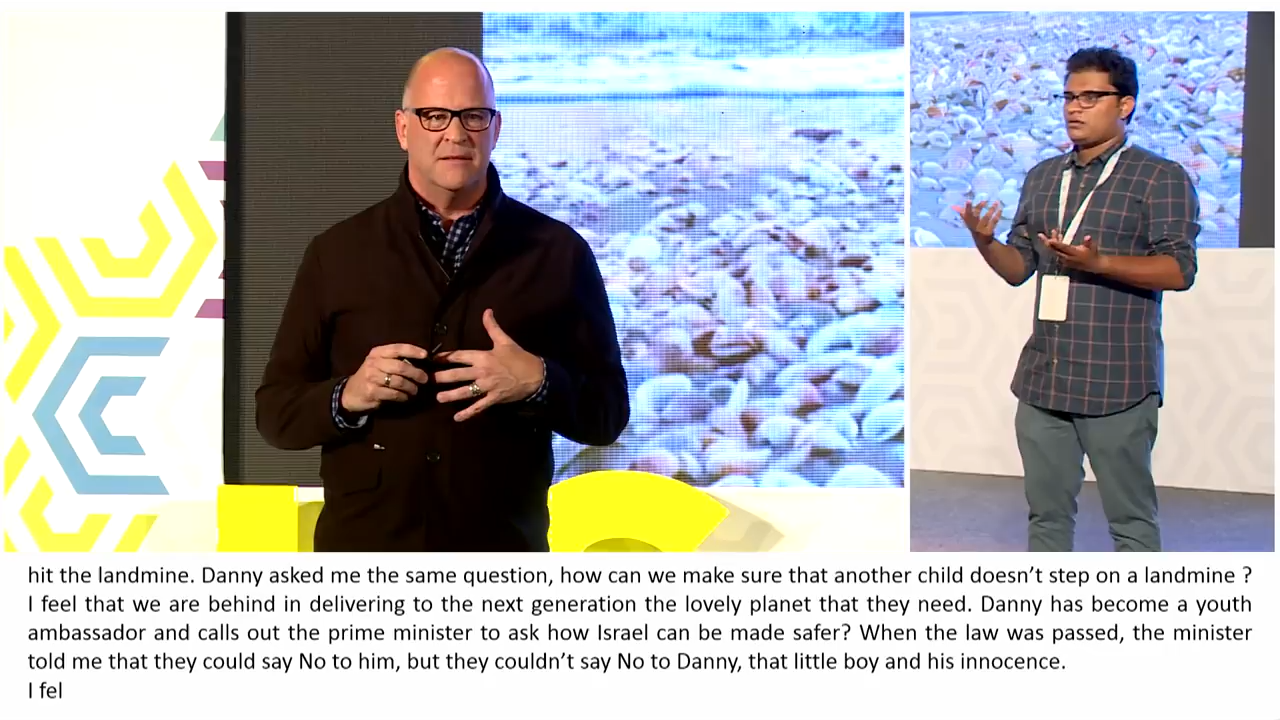 hit the landmine. Danny asked me the same question, how can we make sure that another child doesn’t step on a landmine ?
I feel that we are behind in delivering to the next generation the lovely planet that they need. Danny has become a youth
ambassador and calls out the prime minister to ask how Israel can be made safer? When the law was passed, the minister
told me that they could say No to him, but they couldn’t say No to Danny, that little boy and his innocence.
I fel